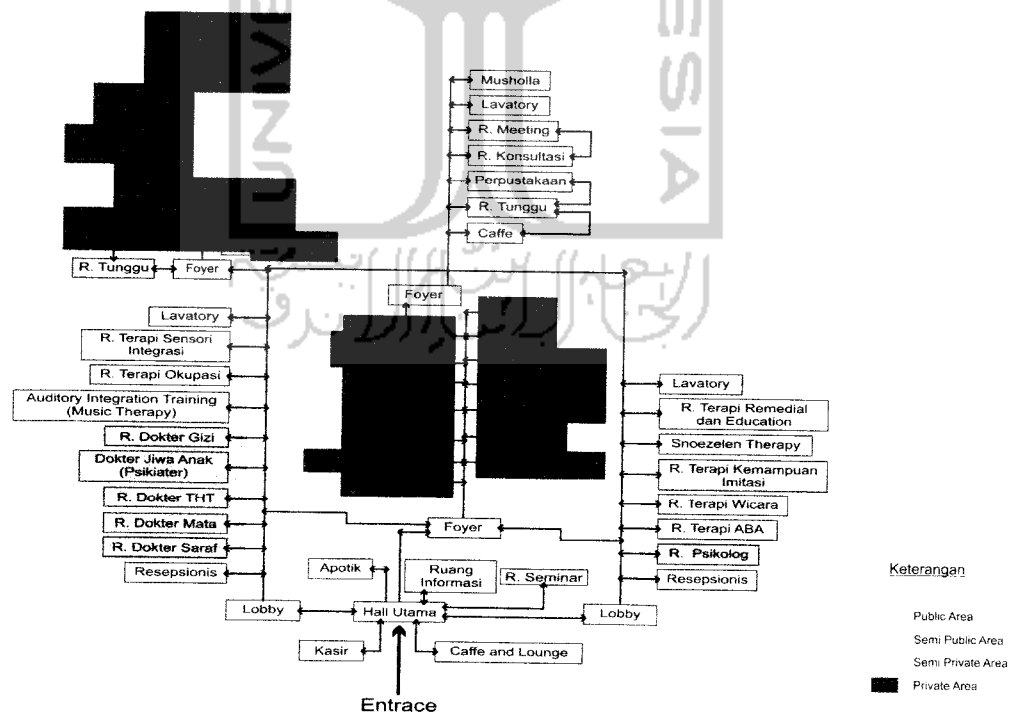 Musholla
Lavatory
R. Meeting
R. Konsultasi
Perpustakaan
R. Tunggu
Caffe
R. Tunggu
Foyer
Foyer
Lavatory
R. Terapi Sensori
Integrasi
R. Terapi Okupasi
Auditory Integration Training
(Music Therapy)
R. Dokter Gizi
Dokter Jiwa Anak
(Psikiater)
R. Dokter THT
R. Dokter Mata
R. Dokter Saraf
Resepsionis
Lobby
Lavatory
R. Terapi Remedial
dan Education
Snoezelen Therapy
R. Terapi Kemampuan
Imitasi
R. Terapi Wicara
R. Terapi ABA
R. Psikolog
Resepsionis
Lobby
Foyer
Apotik
Ruang
Informasi
R. Seminar
Hall Utama
Kasir
Caffe and Lounge
Entrace
Keterangan
Public Area
Semi Public Area
Semi Private Area
Private Area